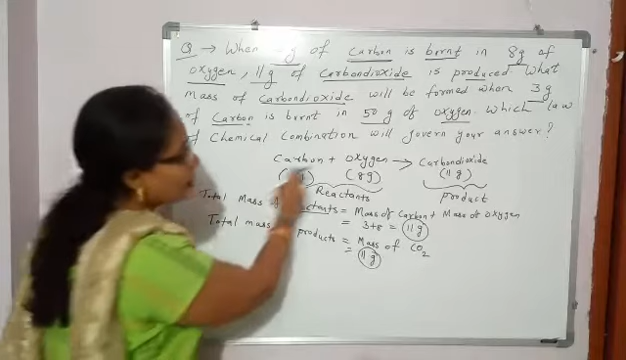 Q → When g of Carbon is burnt in 8g of
oxygen, 11g of Carbondioxide is produced What
mass of Carbondioxide will be formed when 3g
of Carbon is burnt in 50g of oxygen. Which law
of Chemical Combination will govern your answer?
Carbon + oxygen → Carbondioxide
(8g) (11g)
Reactants product
Total Mass = Mass of Carbon + Mass of oxygen
= 3+8 = 11g
Total mass products = Mass of CO2
= 11g